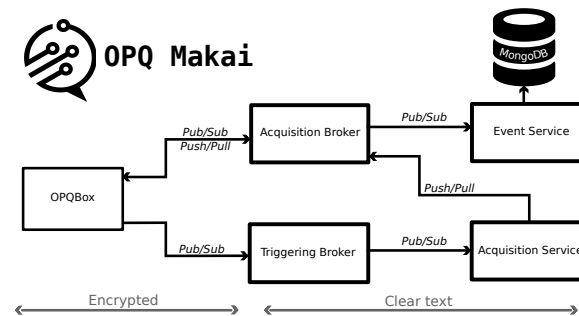 OPQ Makai
MongoDB
Pub/Sub
Push/Pull
Acquisition Broker
Pub/Sub
Event Service
OPQBox
Push/Pull
Pub/Sub
Triggering Broker
Pub/Sub
Acquisition Service
Encrypted
Clear text